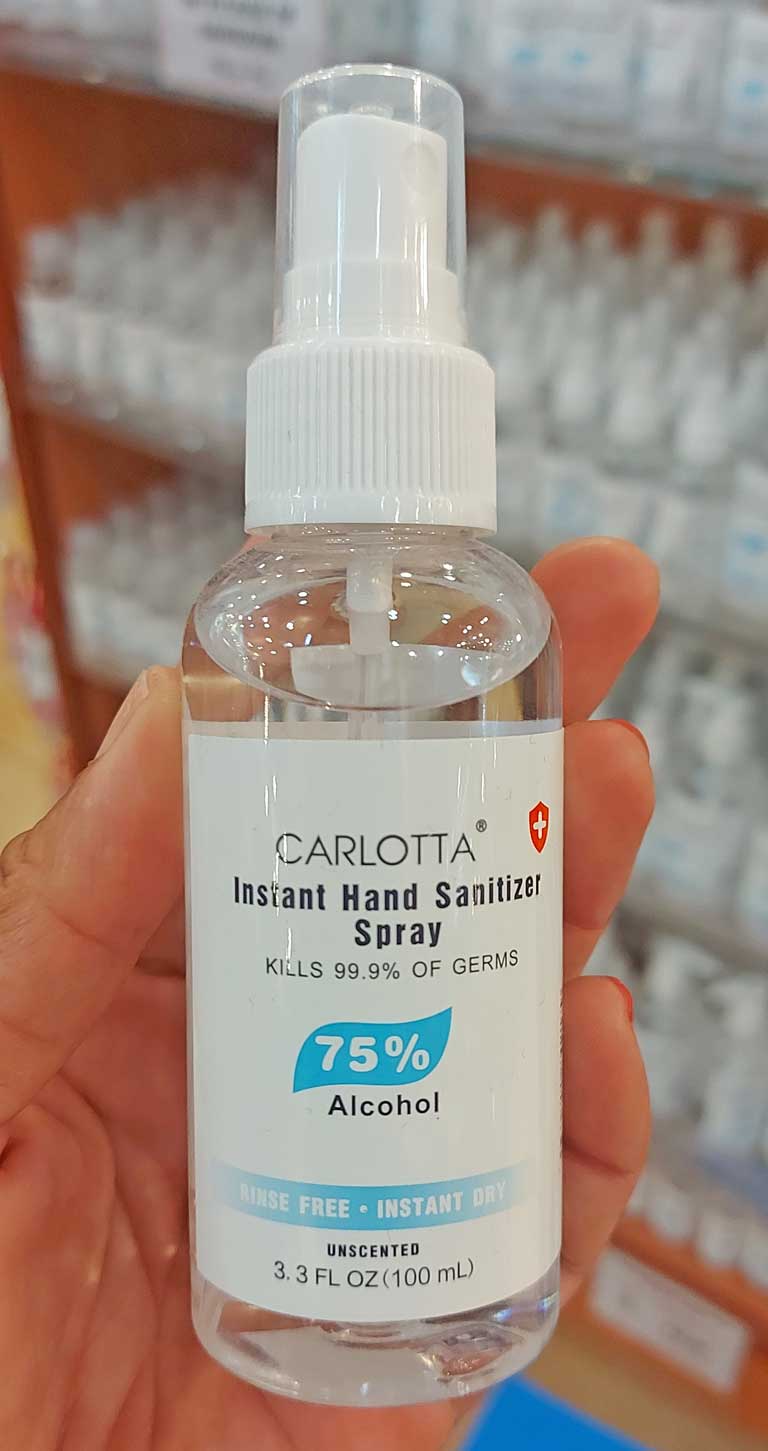 CARLOTTA®
Instant Hand Sanitizer
Spray
KILLS 99.9% OF GERMS
75%
Alcohol
RINSE FREE • INSTANT DRY
UNSCENTED
3.3 FL OZ (100 mL)